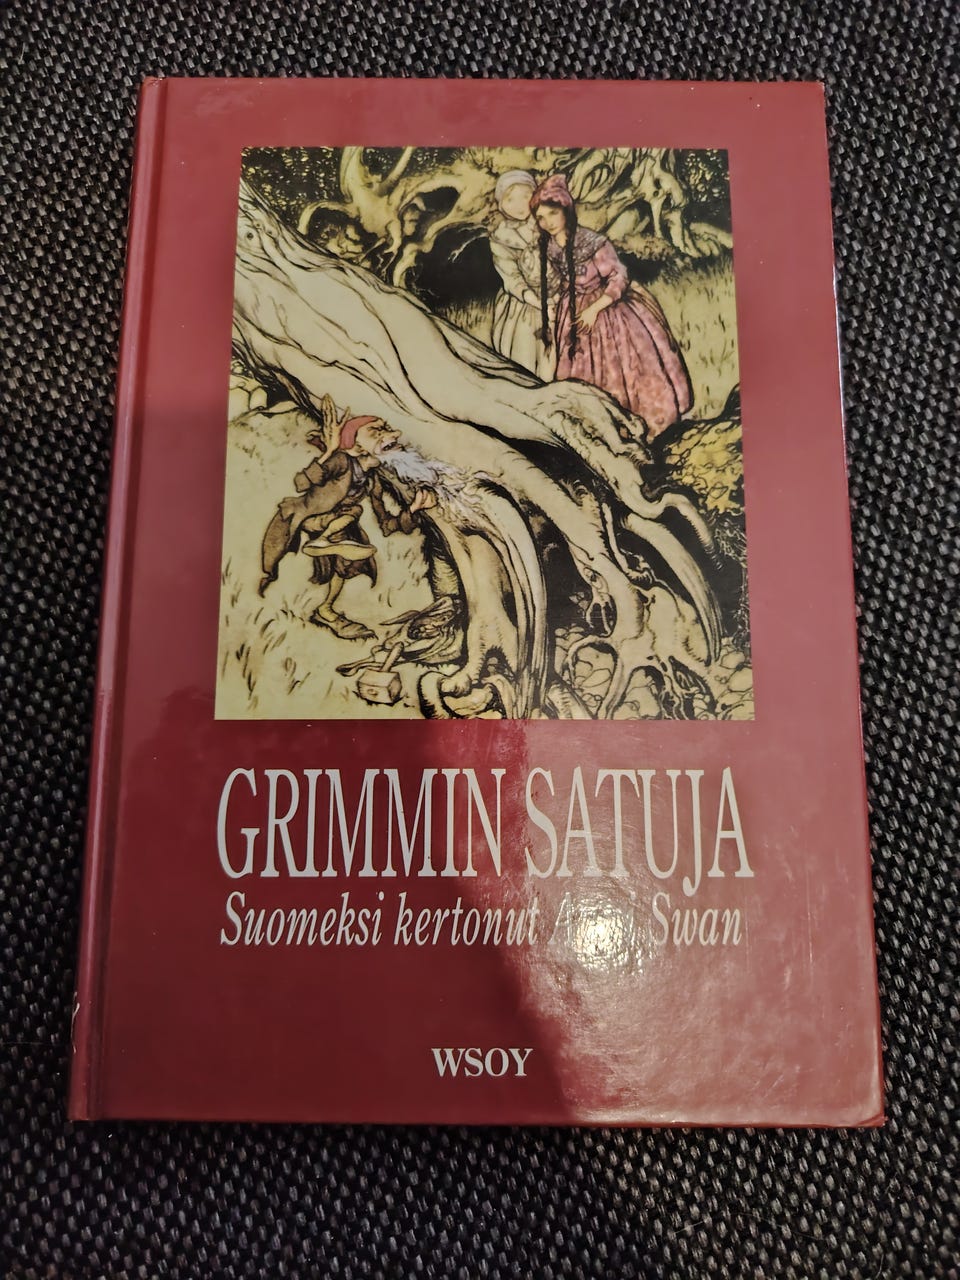 GRIMMIN SATUJA
Suomeksi kertonut Swan
WSOY